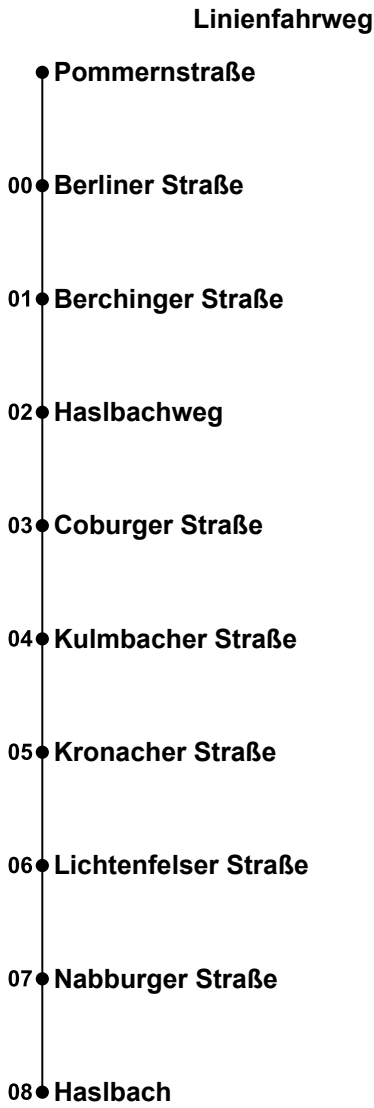 Linienfahrweg
Pommernstraße
00 Berliner Straße
01 Berchinger Straße
02 Haslbachweg
03 Coburger Straße
04 Kulmbacher Straße
05 Kronacher Straße
06 Lichtenfelser Straße
07 Nabburger Straße
08 Haslbach